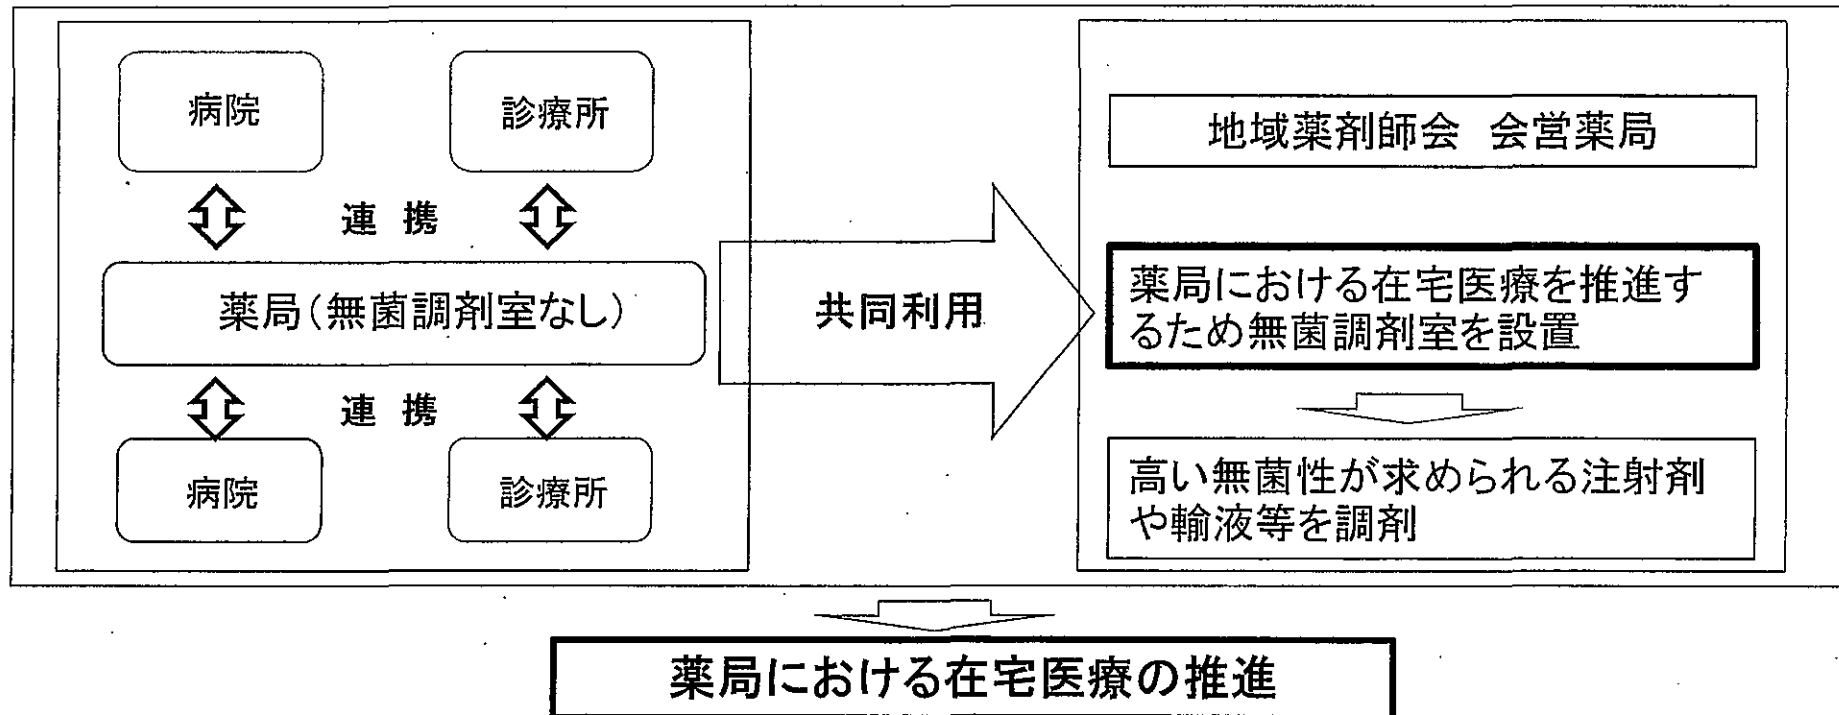 病院
診療所
連 携
薬局（無菌調剤室なし）
連 携
病院
診療所
共同利用
地域薬剤師会 会営薬局
薬局における在宅医療を推進す
るため無菌調剤室を設置
高い無菌性が求められる注射剤
や輸液等を調剤
薬局における在宅医療の推進